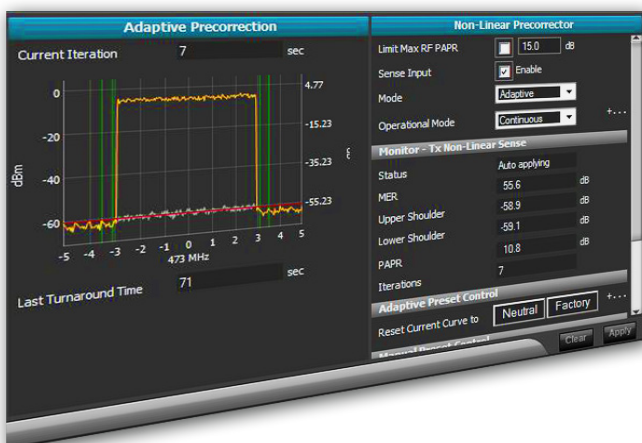 Adaptive Precorrection
Current Iteration 7 sec
0
-20
-40
-60
dBm
4.77
-15.23
-35.23
-55.23
-5 -4 -3 -2 -1 0 1 2 3 4 5
473 MHz
Last Turnaround Time 71 sec
Non-Linear Precorrector
Limit Max RF PAPR 15.0 dB
Sense Input Enable
Mode Adaptive
Operational Mode Continuous +...
Monitor - Tx Non-Linear Sense
Status Auto applying
MER 55.6 dB
Upper Shoulder -58.9 dB
Lower Shoulder -59.1 dB
PAPR 10.8 dB
Iterations 7
Adaptive Preset Control
Reset Current Curve to Neutral Factory +...
Manual Preset Control
Clear Apply